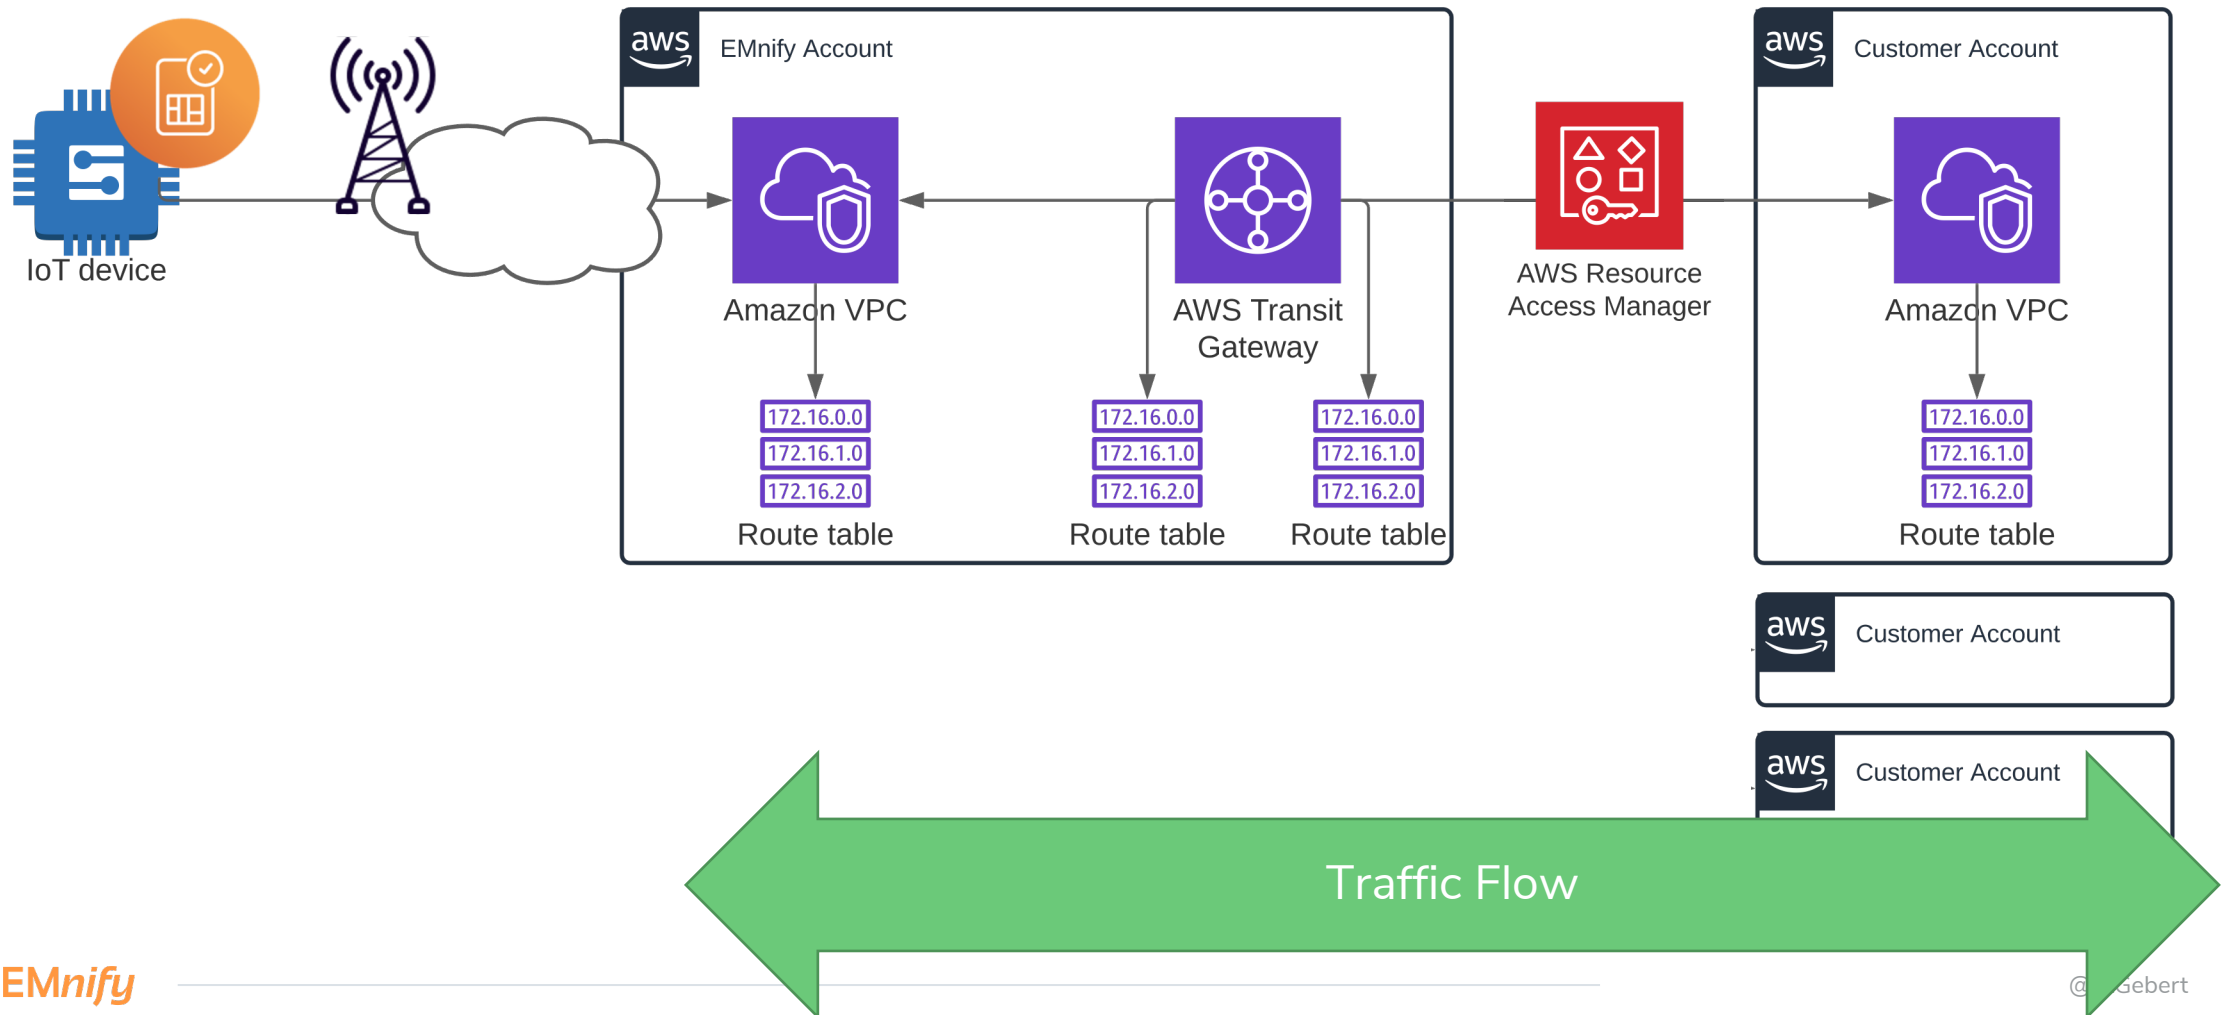 aws
EMnify Account
aws
Customer Account
IoT device
Amazon VPC
AWS Transit
Gateway
AWS Resource
Access Manager
Amazon VPC
172.16.0.0
172.16.1.0
172.16.2.0
Route table
172.16.0.0
172.16.1.0
172.16.2.0
Route table
172.16.0.0
172.16.1.0
172.16.2.0
Route table
172.16.0.0
172.16.1.0
172.16.2.0
Route table
aws
Customer Account
aws
Customer Account
Traffic Flow
EMnify